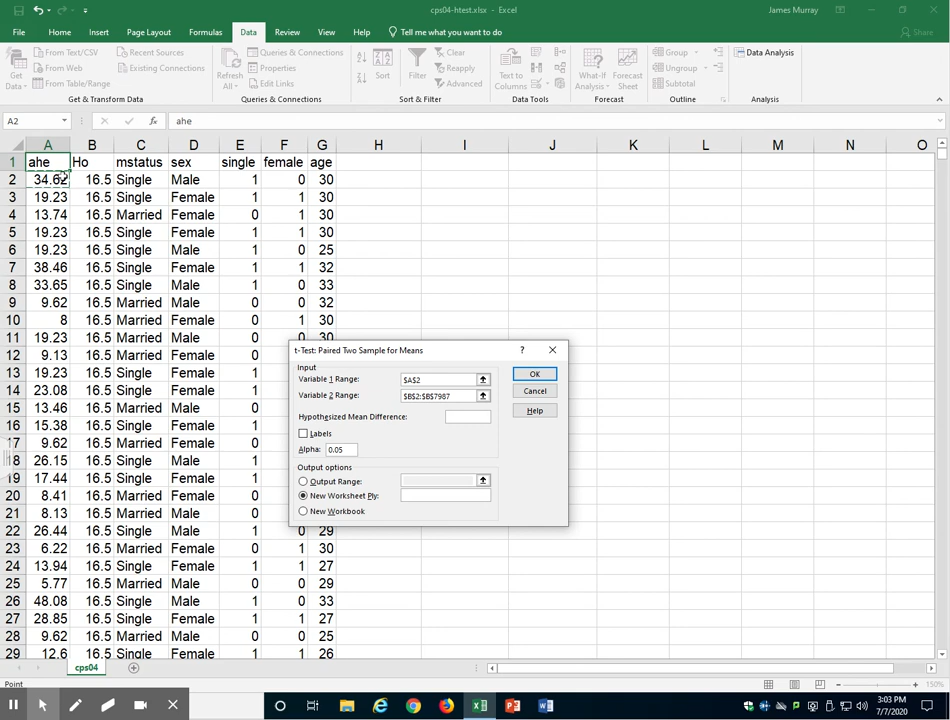 cps04-htest.xlsx - Excel
James Murray
File Home Insert Page Layout Formulas Data Review View Help Tell me what you want to do Share
Get Data
From Text/CSV
From Web
From Table/Range
Recent Sources
Existing Connections
Get & Transform Data
Refresh All
Queries & Connections
Properties
Edit Links
Queries & Connections
Sort
Filter
Clear
Reapply
Advanced
Sort & Filter
Text to Columns
Data Tools
What-If Analysis
Forecast Sheet
Forecast
Group
Ungroup
Subtotal
Outline
Data Analysis
Analysis
A2 fx ahe
A B C D E F G H I J K L M N O
1 ahe Ho mstatus sex single female age
2 34.62 16.5 Single Male 1 0 30
3 19.23 16.5 Single Female 1 1 30
4 13.74 16.5 Married Female 0 1 30
5 19.23 16.5 Single Female 1 1 30
6 19.23 16.5 Single Male 1 0 25
7 38.46 16.5 Single Female 1 1 32
8 33.65 16.5 Single Male 1 0 33
9 9.62 16.5 Married Male 0 0 32
10 8 16.5 Married Female 0 1 30
11 19.23 16.5 Married Male 0 0 30
12 9.13 16.5 Married Female 0
13 19.23 16.5 Single Female 1
14 23.08 16.5 Single Female 1
15 13.46 16.5 Married Male 0
16 15.38 16.5 Single Female 1
17 9.62 16.5 Married Female 0
18 26.15 16.5 Single Male 1
19 17.44 16.5 Single Female 1
20 8.41 16.5 Married Female 0
21 8.13 16.5 Married Male 0
22 26.44 16.5 Single Male 1 0 29
23 6.22 16.5 Married Female 0 1 30
24 13.94 16.5 Single Female 1 1 27
25 5.77 16.5 Married Male 0 0 29
26 48.08 16.5 Single Male 1 0 33
27 28.85 16.5 Single Female 1 1 27
28 9.62 16.5 Married Male 0 0 25
29 12.6 16.5 Single Female 1 1 26
t-Test: Paired Two Sample for Means ?
Input
Variable 1 Range: $A$2
Variable 2 Range: $B$2:$B$7987
Hypothesized Mean Difference:
Labels
Alpha: 0.05
Output options
Output Range:
New Worksheet Ply:
New Workbook
OK
Cancel
Help
cps04
Point 150%
3:03 PM
7/7/2020